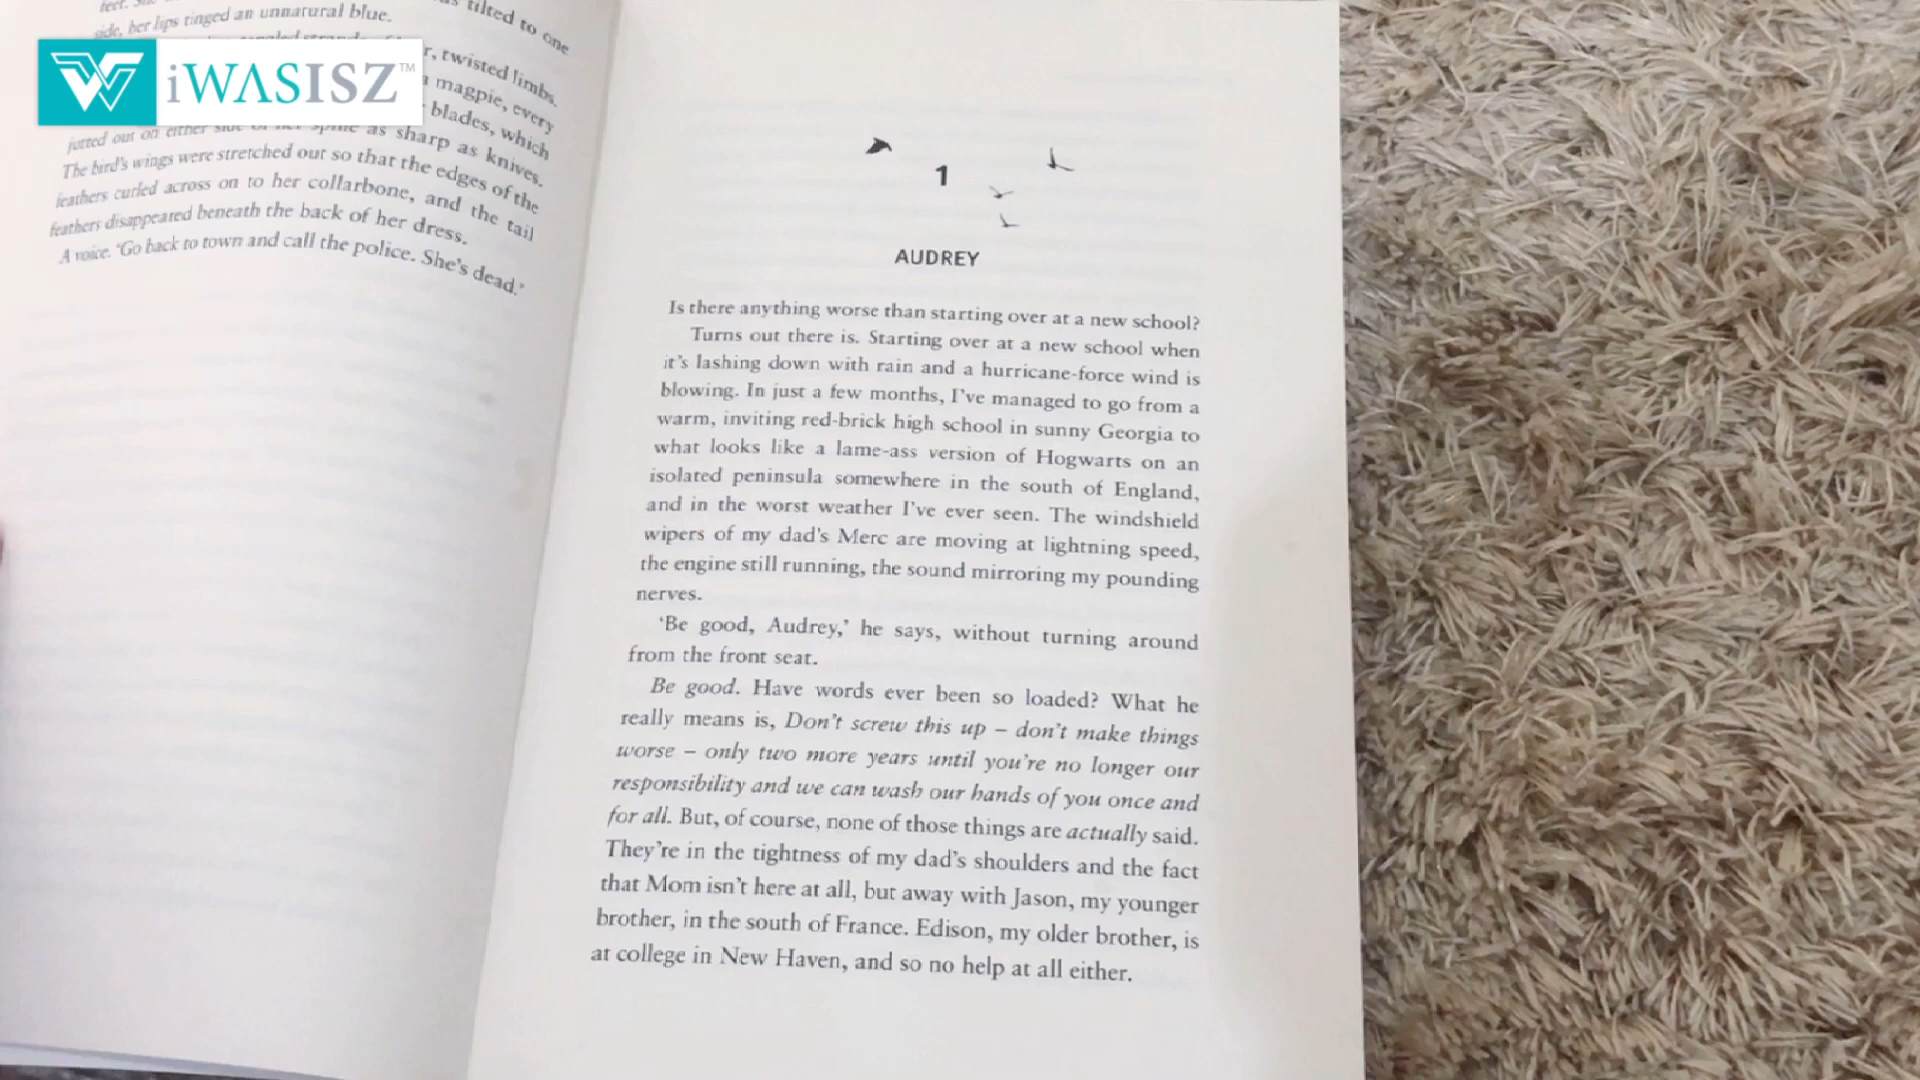 tilted to one
side, her lips tinged an unnatural blue.
twisted limbs.
magpie, every
blades, which
jutted out on either side of her spine as sharp as knives.
The bird's wings were stretched out so that the edges of the
feathers curled across on to her collarbone, and the tail
feathers disappeared beneath the back of her dress.
A voice. 'Go back to town and call the police. She's dead.'
iWASISZ™
1
AUDREY
Is there anything worse than starting over at a new school?
Turns out there is. Starting over at a new school when
it's lashing down with rain and a hurricane-force wind is
blowing. In just a few months, I've managed to go from a
warm, inviting red-brick high school in sunny Georgia to
what looks like a lame-ass version of Hogwarts on an
isolated peninsula somewhere in the south of England,
and in the worst weather I've ever seen. The windshield
wipers of my dad's Merc are moving at lightning speed,
the engine still running, the sound mirroring my pounding
nerves.
'Be good, Audrey,' he says, without turning around
from the front seat.
Be good. Have words ever been so loaded? What he
really means is, Don't screw this up – don't make things
worse – only two more years until you're no longer our
responsibility and we can wash our hands of you once and
for all. But, of course, none of those things are actually said.
They're in the tightness of my dad's shoulders and the fact
that Mom isn't here at all, but away with Jason, my younger
brother, in the south of France. Edison, my older brother, is
at college in New Haven, and so no help at all either.